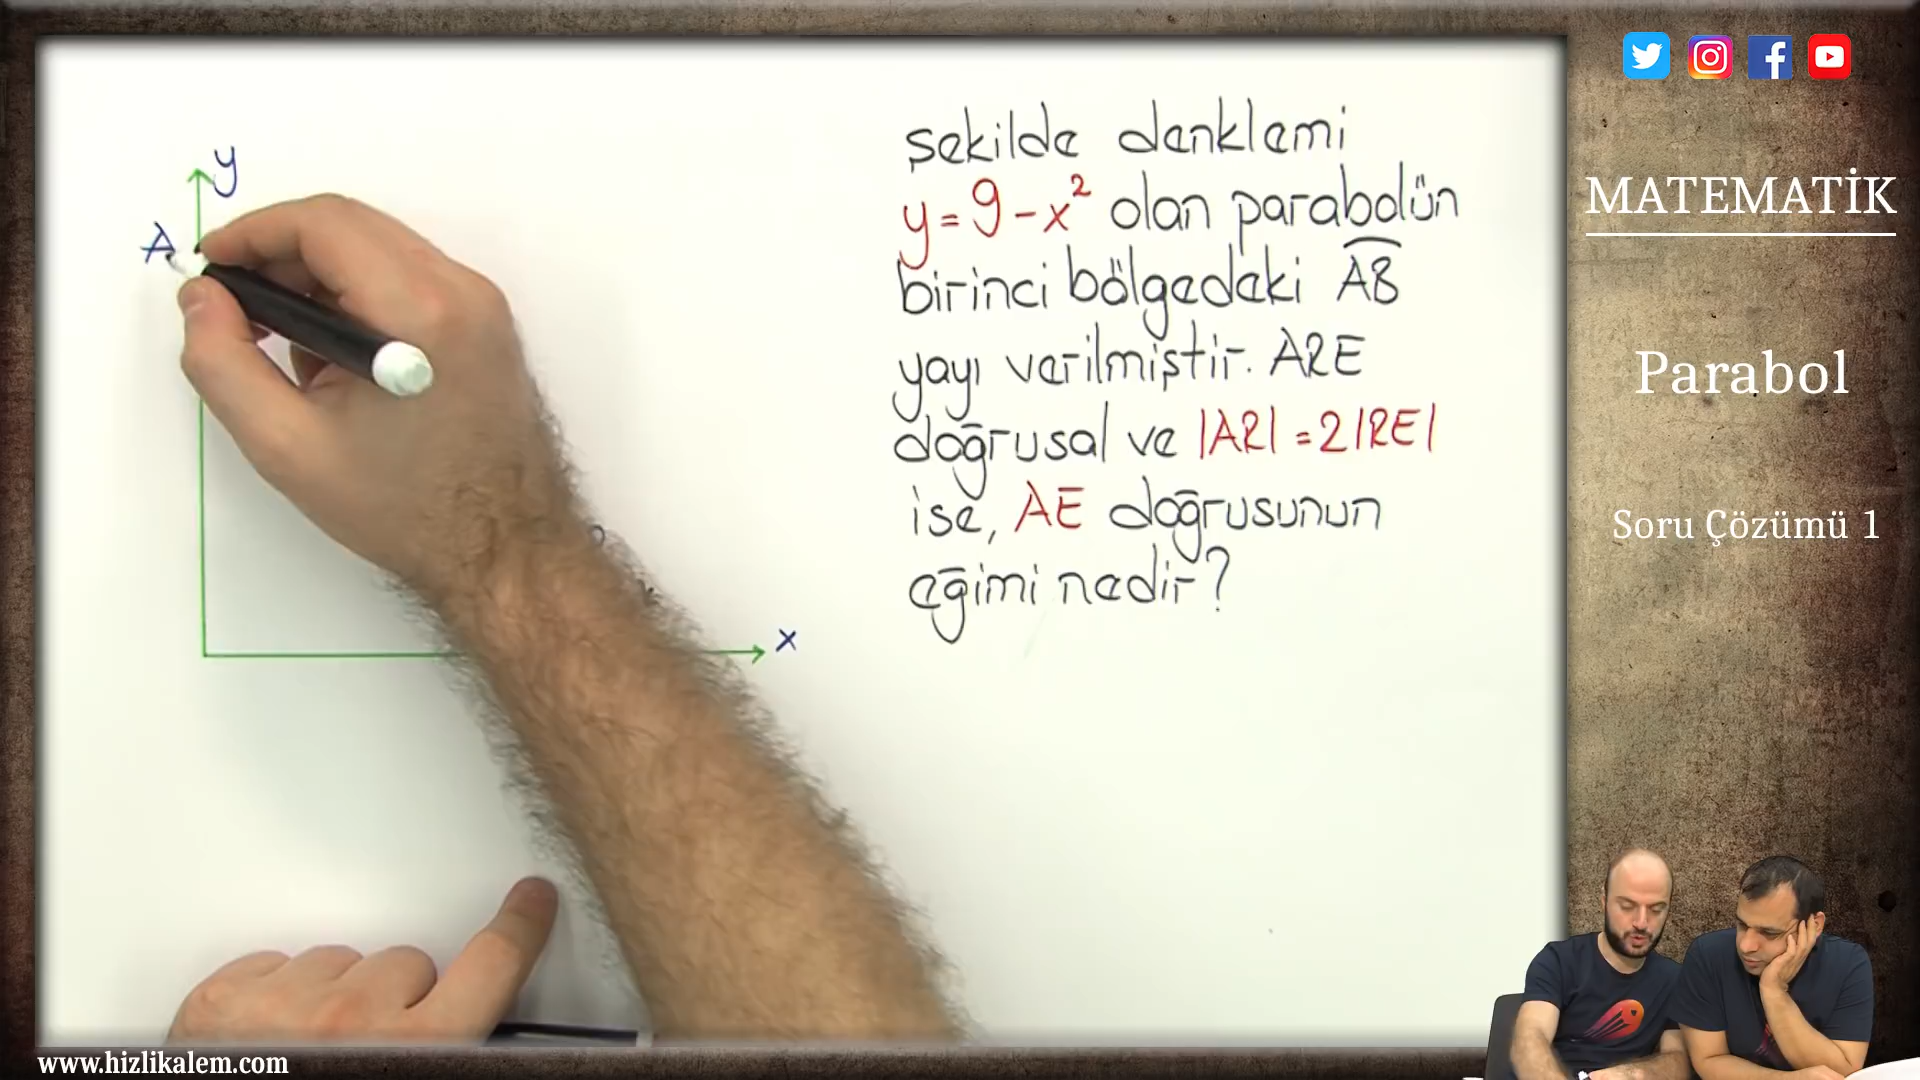 y
A
x
şekilde denklemi
y = 9 - x²
olan parabolün
birinci bölgedeki AB
yayı verilmiştir. ARE
doğrusal ve |AR| = 2|RE|
ise, AE doğrusunun
eğimi nedir?
MATEMATİK
Parabol
Soru Çözümü 1
www.hizlikalem.com